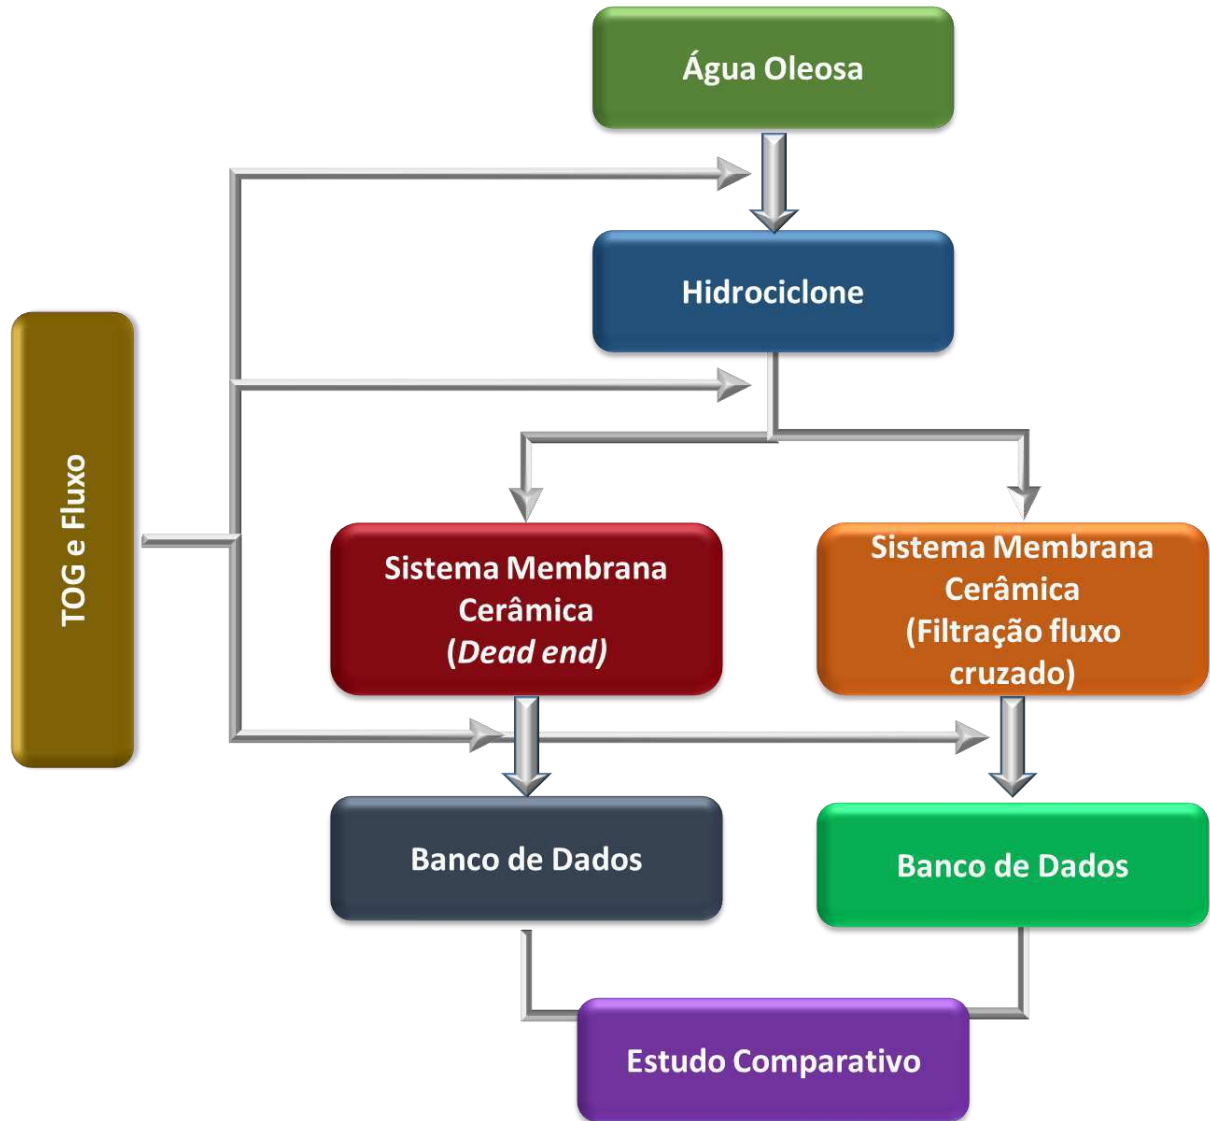 Água Oleosa
Hidrociclone
TOG e Fluxo
Sistema Membrana
Cerâmica
(Dead end)
Sistema Membrana
Cerâmica
(Filtração fluxo
cruzado)
Banco de Dados
Banco de Dados
Estudo Comparativo